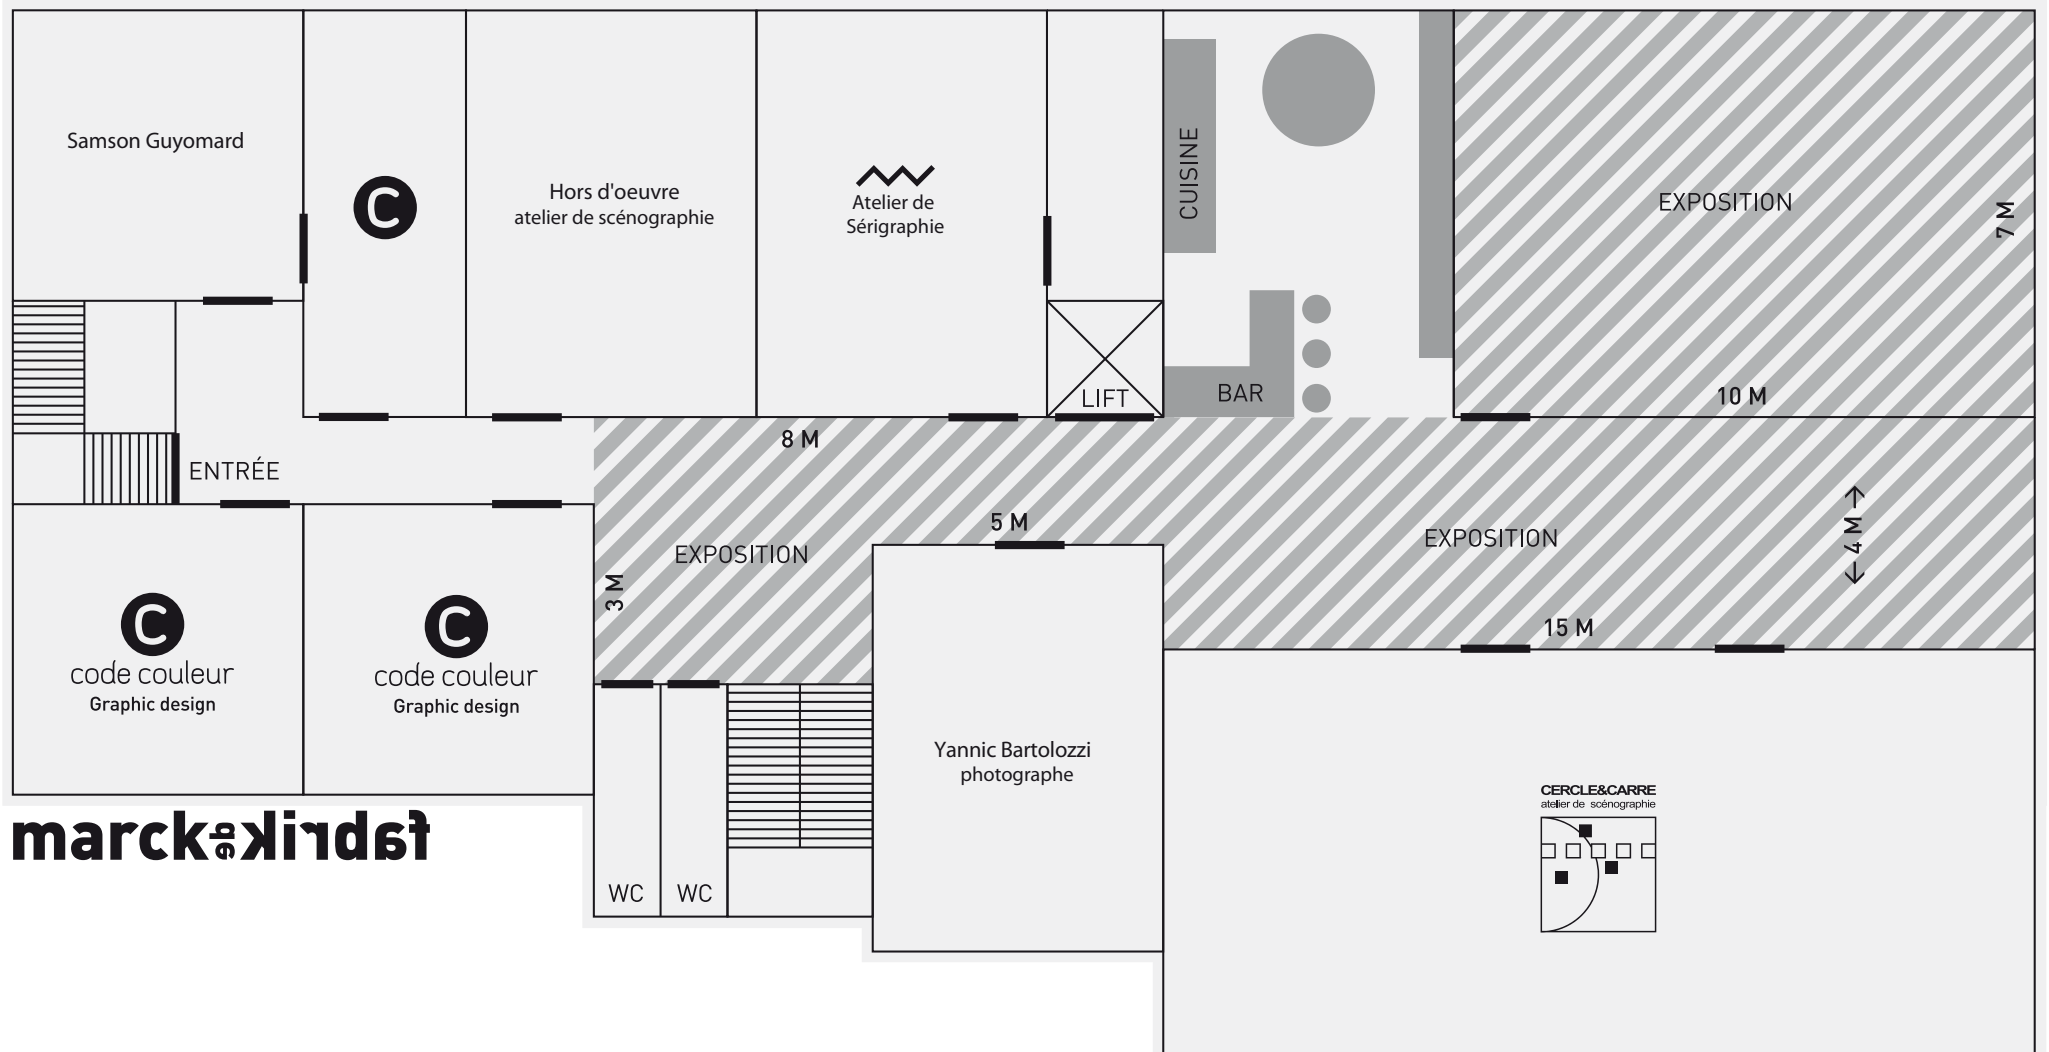 Samson Guyomard
C
Hors d'oeuvre
atelier de scénographie
Atelier de
Sérigraphie
CUISINE
EXPOSITION
7 M
LIFT
BAR
10 M
8 M
ENTRÉE
5 M
EXPOSITION
3 M
EXPOSITION
4 M
15 M
C
code couleur
Graphic design
C
code couleur
Graphic design
Yannic Bartolozzi
photographe
CERCLE&CARRE
atelier de scénographie
WC
WC
marck de fabrik